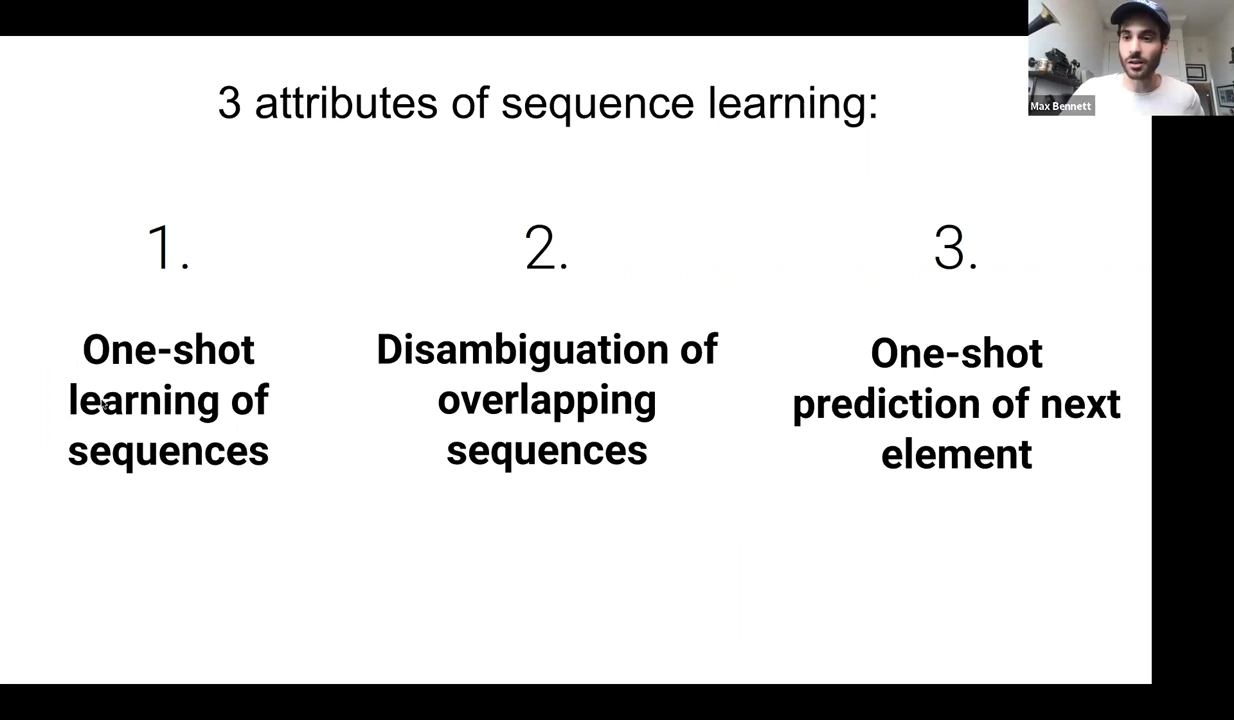 3 attributes of sequence learning:
Max Bennett
1.
2.
3.
One-shot
learning of
sequences
Disambiguation of
overlapping
sequences
One-shot
prediction of next
element